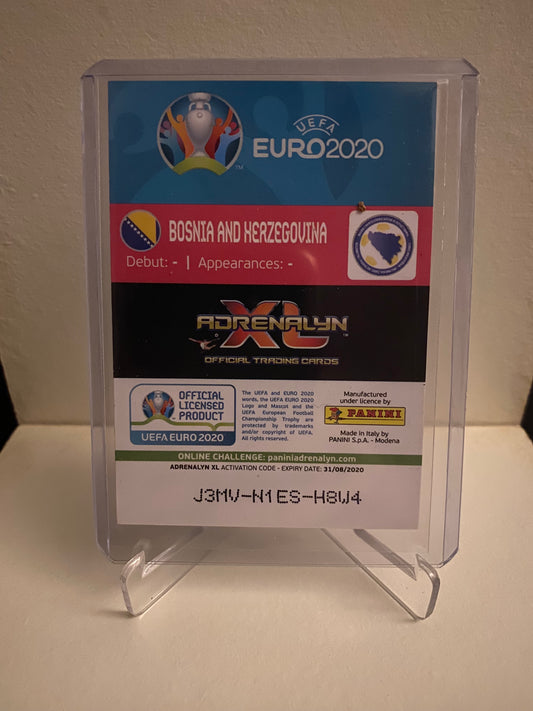 UEFA
EURO2020
™
BOSNIA AND HERZEGOVINA
Debut: - | Appearances: -
ADRENALYN
XL
™
OFFICIAL TRADING CARDS
OFFICIAL
LICENSED
PRODUCT
UEFA EURO 2020
The UEFA and EURO 2020
words, the UEFA EURO 2020
Logo and Mascot and the
UEFA European Football
Championship Trophy are
protected by trademarks
and/or copyright of UEFA.
All rights reserved.
Manufactured
under licence by
PANINI
Made in Italy by
PANINI S.p.A. - Modena
ONLINE CHALLENGE: paniniadrenalyn.com
ADRENALYN XL ACTIVATION CODE - EXPIRY DATE: 31/08/2020
J3MV-N1ES-H8W4